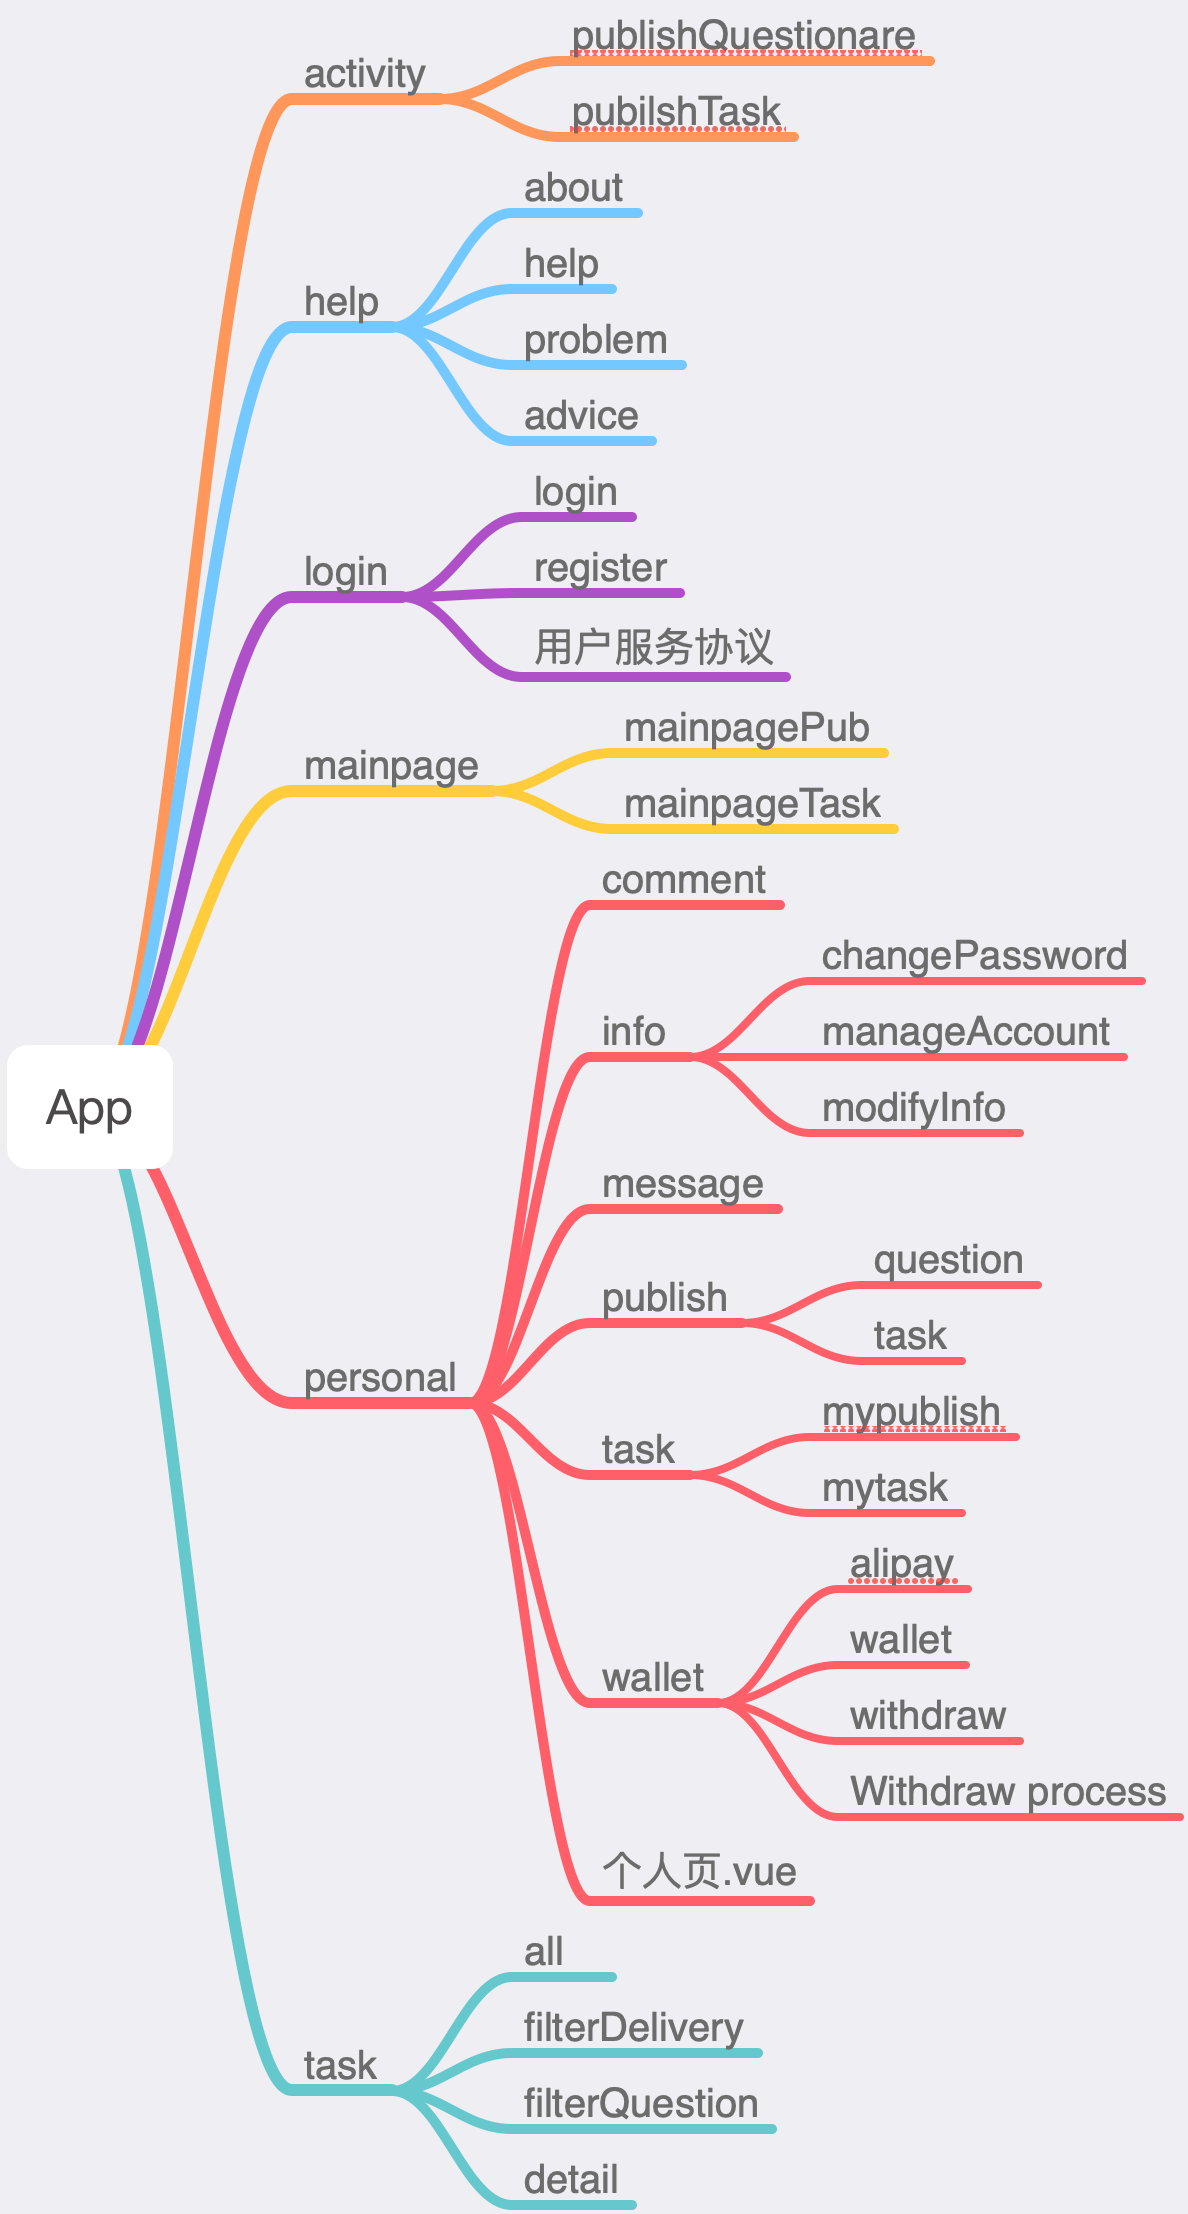 publishQuestionare
activity
pubilshTask
about
help
help
problem
advice
login
login
register
用户服务协议
mainpagePub
mainpage
mainpageTask
comment
changePassword
info
manageAccount
modifyInfo
App
message
question
publish
task
personal
mypublish
task
mytask
alipay
wallet
wallet
withdraw
Withdraw process
个人页.vue
all
filterDelivery
task
filterQuestion
detail